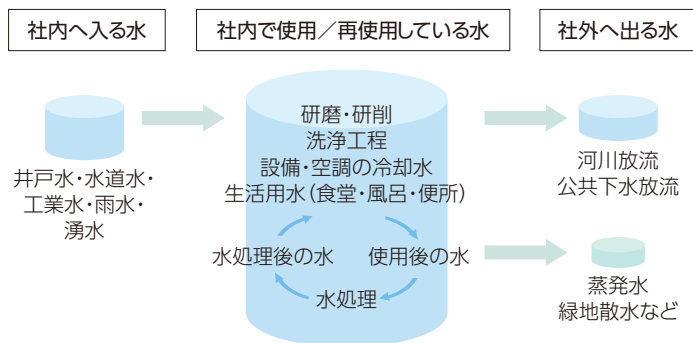 社内へ入る水
社内で使用／再使用している水
社外へ出る水
井戸水・水道水・
工業水・雨水・
湧水
研磨・研削
洗浄工程
設備・空調の冷却水
生活用水（食堂・風呂・便所）
水処理後の水
使用後の水
水処理
河川放流
公共下水放流
蒸発水
緑地散水など